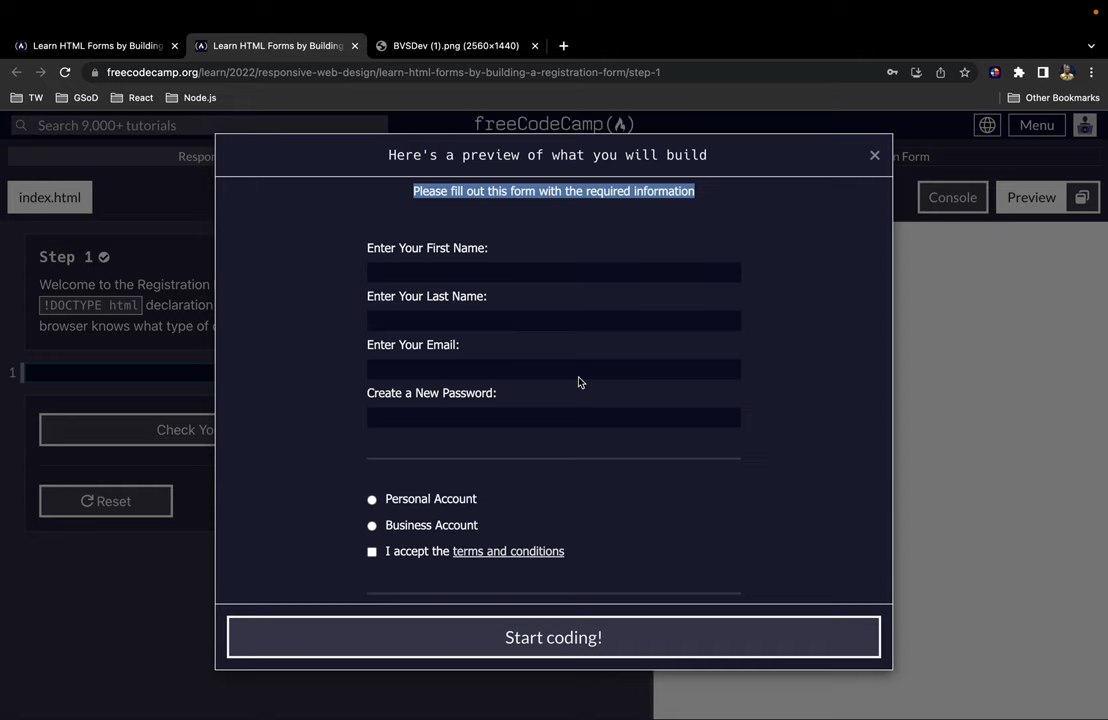 Learn HTML Forms by Building
Learn HTML Forms by Building
BVSDev (1).png (2560×1440)
freecodecamp.org/learn/2022/responsive-web-design/learn-html-forms-by-building-a-registration-form/step-1
TW
GSoD
React
Node.js
Other Bookmarks
Search 9,000+ tutorials
freeCodeCamp
Menu
Here's a preview of what you will build
Respon
on Form
index.html
Console
Preview
Please fill out this form with the required information
Step 1
Welcome to the Registration
!DOCTYPE html declaration
browser knows what type of
1
Check Yo
Reset
Enter Your First Name:
Enter Your Last Name:
Enter Your Email:
Create a New Password:
Personal Account
Business Account
I accept the terms and conditions
Start coding!